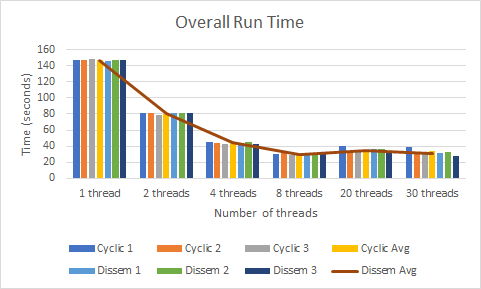 Overall Run Time
160
140
120
100
80
60
40
20
0
Time (seconds)
1 thread 2 threads 4 threads 8 threads 20 threads 30 threads
Number of threads
Cyclic 1 Cyclic 2 Cyclic 3 Cyclic Avg
Dissem 1 Dissem 2 Dissem 3 Dissem Avg